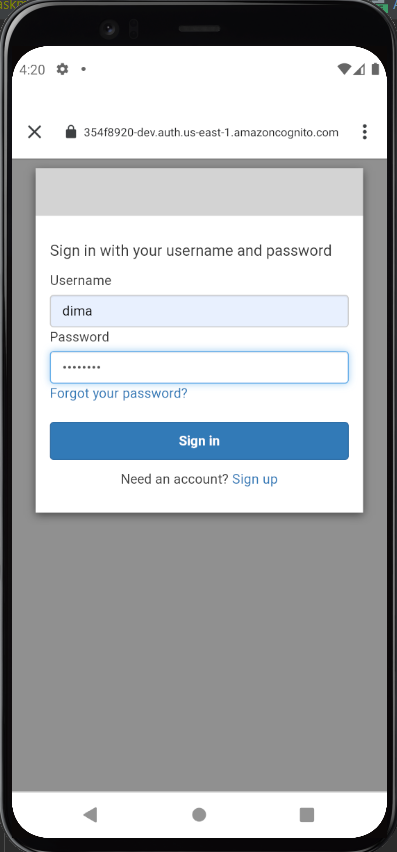 4:20
354f8920-dev.auth.us-east-1.amazoncognito.com
Sign in with your username and password
Username
dima
Password
••••••••
Forgot your password?
Sign in
Need an account? Sign up